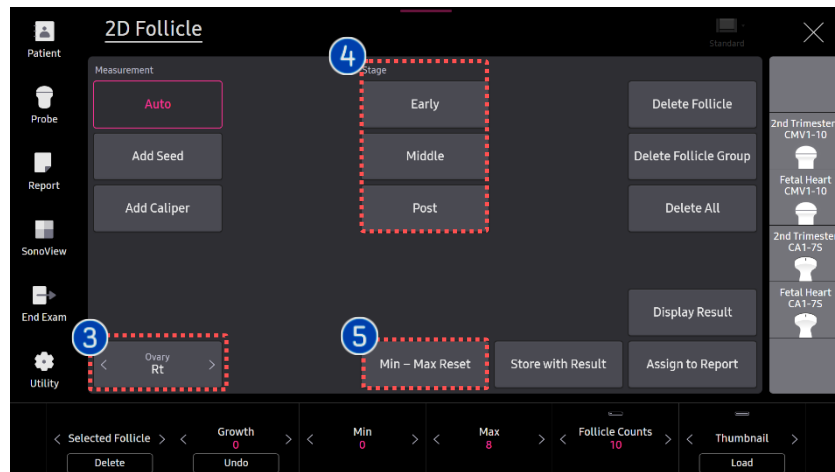 2D Follicle
Standard
Patient
Probe
Report
SonoView
End Exam
Utility
Measurement
Auto
Add Seed
Add Caliper
3
Ovary
Rt
4
Stage
Early
Middle
Post
5
Min – Max Reset
Store with Result
Delete Follicle
Delete Follicle Group
Delete All
Display Result
Assign to Report
2nd Trimester
CMV1-10
Fetal Heart
CMV1-10
2nd Trimester
CA1-7S
Fetal Heart
CA1-7S
Selected Follicle
Delete
Growth
0
Undo
Min
0
Max
8
Follicle Counts
10
Thumbnail
Load